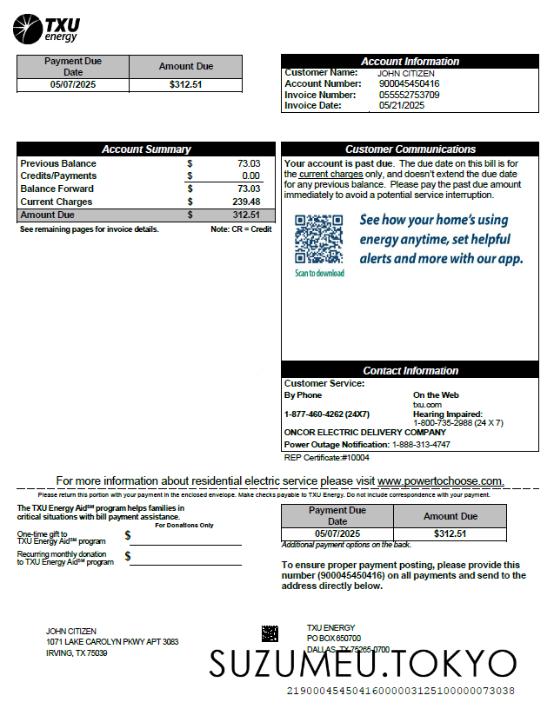 TXU
energy
Payment Due
Date
Amount Due
05/07/2025
$312.51
Account Information
Customer Name: JOHN CITIZEN
Account Number: 900045450416
Invoice Number: 055552753709
Invoice Date: 05/21/2025
Account Summary
Previous Balance $ 73.03
Credits/Payments $ 0.00
Balance Forward $ 73.03
Current Charges $ 239.48
Amount Due $ 312.51
See remaining pages for invoice details. Note: CR = Credit
Customer Communications
Your account is past due. The due date on this bill is for
the current charges only, and doesn't extend the due date
for any previous balance. Please pay the past due amount
immediately to avoid a potential service interruption.
See how your home's using
energy anytime, set helpful
alerts and more with our app.
Scan to download
Contact Information
Customer Service:
By Phone
On the Web
txu.com
1-877-460-4262 (24X7)
Hearing Impaired:
1-800-735-2988 (24 X 7)
ONCOR ELECTRIC DELIVERY COMPANY
Power Outage Notification: 1-888-313-4747
REP Certificate:#10004
For more information about residential electric service please visit www.powertochoose.com.
Please return this portion with your payment in the enclosed envelope. Make checks payable to TXU Energy. Do not include correspondence with your payment.
The TXU Energy Aid℠ program helps families in
critical situations with bill payment assistance.
For Donations Only
One-time gift to
TXU Energy Aid℠ program $
Recurring monthly donation
to TXU Energy Aid℠ program $
Payment Due
Date
Amount Due
05/07/2025
$312.51
Additional payment options on the back.
To ensure proper payment posting, please provide this
number (900045450416) on all payments and send to the
address directly below.
JOHN CITIZEN
1071 LAKE CAROLYN PKWY APT 3083
IRVING, TX 75039
TXU ENERGY
PO BOX 650700
DALLAS, TX 75265-0700
SUZUMEU.TOKYO
219000454504160000031251000000073038